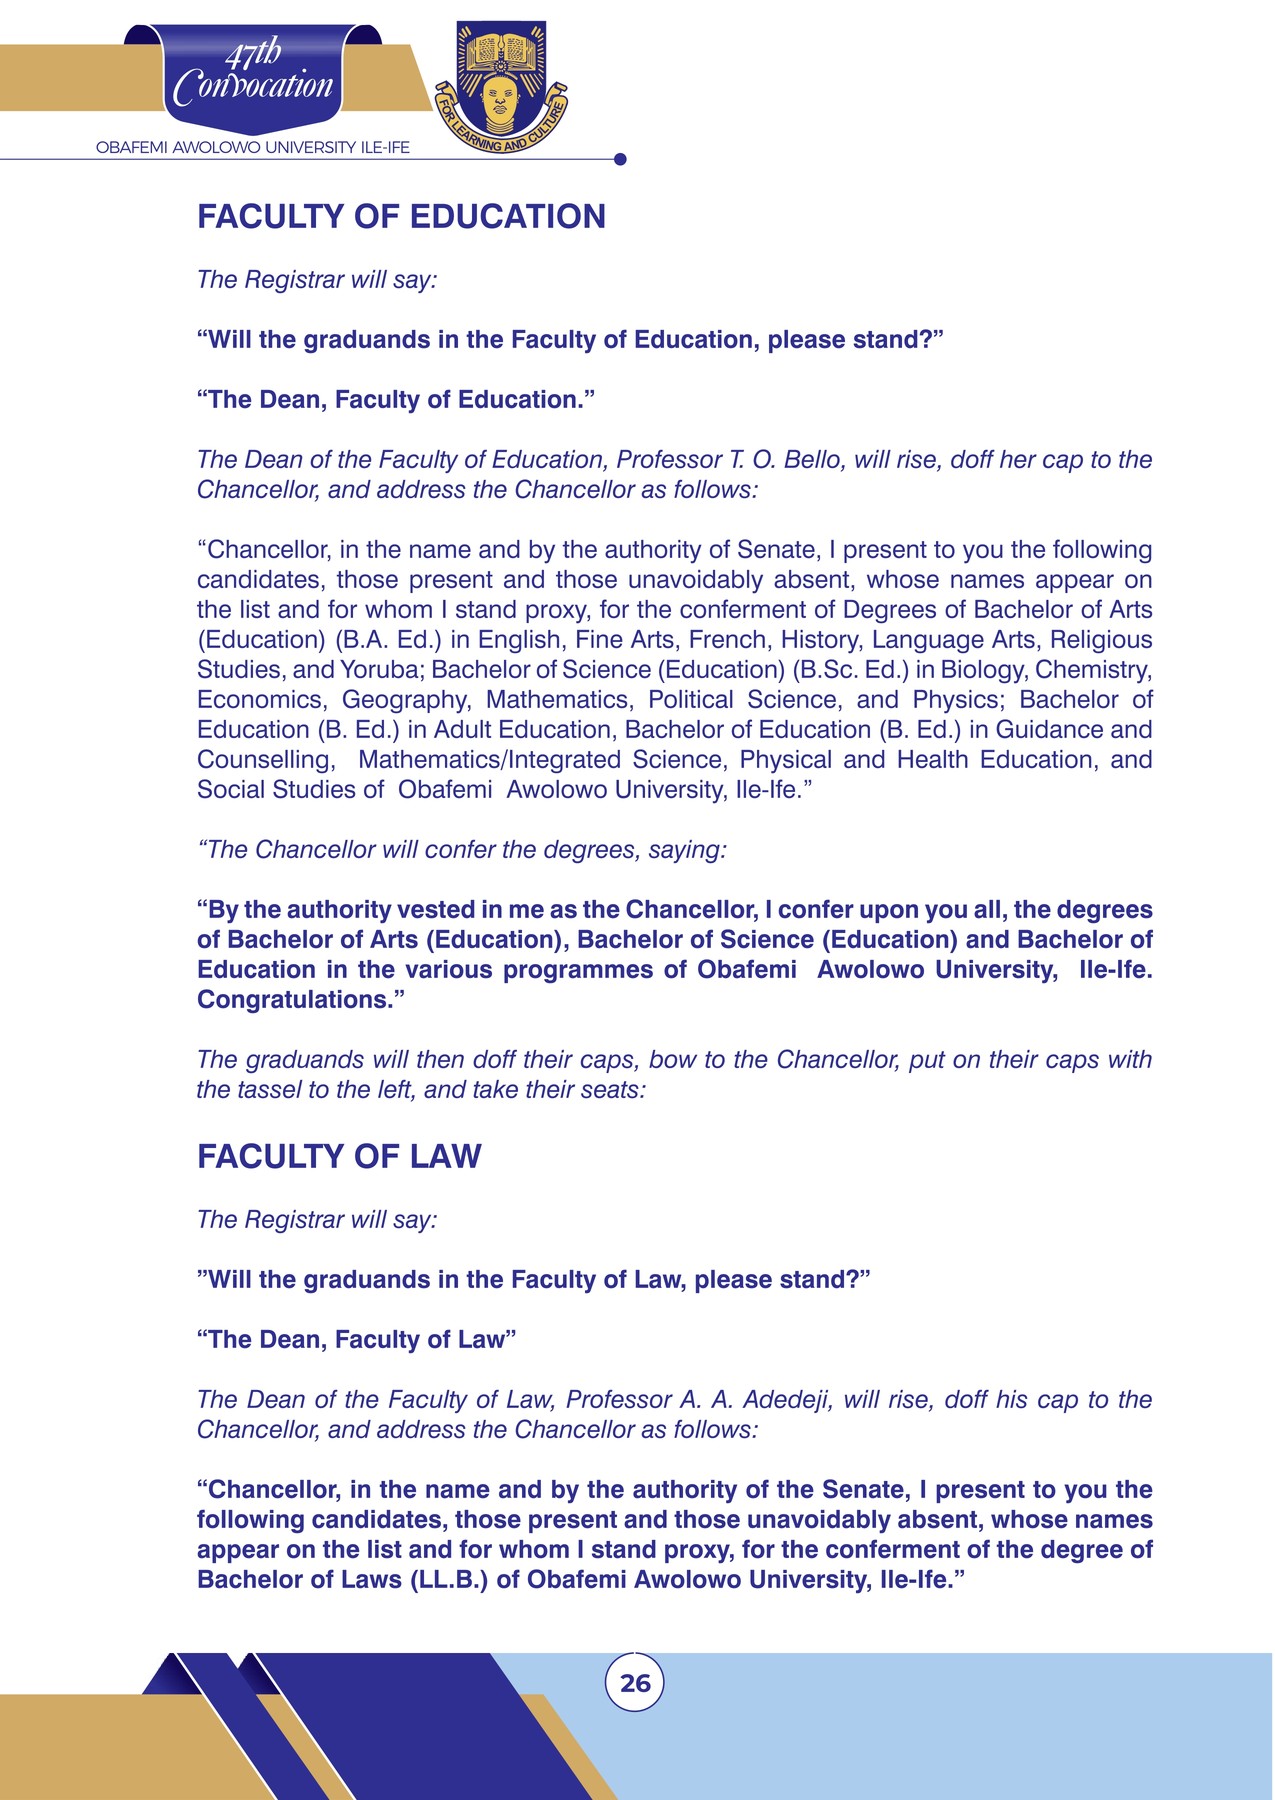 47th
Convocation
FOR LEARNING AND CULTURE
OBAFEMI AWOLOWO UNIVERSITY ILE-IFE
FACULTY OF EDUCATION
The Registrar will say:
“Will the graduands in the Faculty of Education, please stand?”
“The Dean, Faculty of Education.”
The Dean of the Faculty of Education, Professor T. O. Bello, will rise, doff her cap to the
Chancellor, and address the Chancellor as follows:
“Chancellor, in the name and by the authority of Senate, I present to you the following
candidates, those present and those unavoidably absent, whose names appear on
the list and for whom I stand proxy, for the conferment of Degrees of Bachelor of Arts
(Education) (B.A. Ed.) in English, Fine Arts, French, History, Language Arts, Religious
Studies, and Yoruba; Bachelor of Science (Education) (B.Sc. Ed.) in Biology, Chemistry,
Economics, Geography, Mathematics, Political Science, and Physics; Bachelor of
Education (B. Ed.) in Adult Education, Bachelor of Education (B. Ed.) in Guidance and
Counselling, Mathematics/Integrated Science, Physical and Health Education, and
Social Studies of Obafemi Awolowo University, Ile-Ife.”
“The Chancellor will confer the degrees, saying:
“By the authority vested in me as the Chancellor, I confer upon you all, the degrees
of Bachelor of Arts (Education), Bachelor of Science (Education) and Bachelor of
Education in the various programmes of Obafemi Awolowo University, Ile-Ife.
Congratulations.”
The graduands will then doff their caps, bow to the Chancellor, put on their caps with
the tassel to the left, and take their seats:
FACULTY OF LAW
The Registrar will say:
”Will the graduands in the Faculty of Law, please stand?”
“The Dean, Faculty of Law”
The Dean of the Faculty of Law, Professor A. A. Adedeji, will rise, doff his cap to the
Chancellor, and address the Chancellor as follows:
“Chancellor, in the name and by the authority of the Senate, I present to you the
following candidates, those present and those unavoidably absent, whose names
appear on the list and for whom I stand proxy, for the conferment of the degree of
Bachelor of Laws (LL.B.) of Obafemi Awolowo University, Ile-Ife.”
26